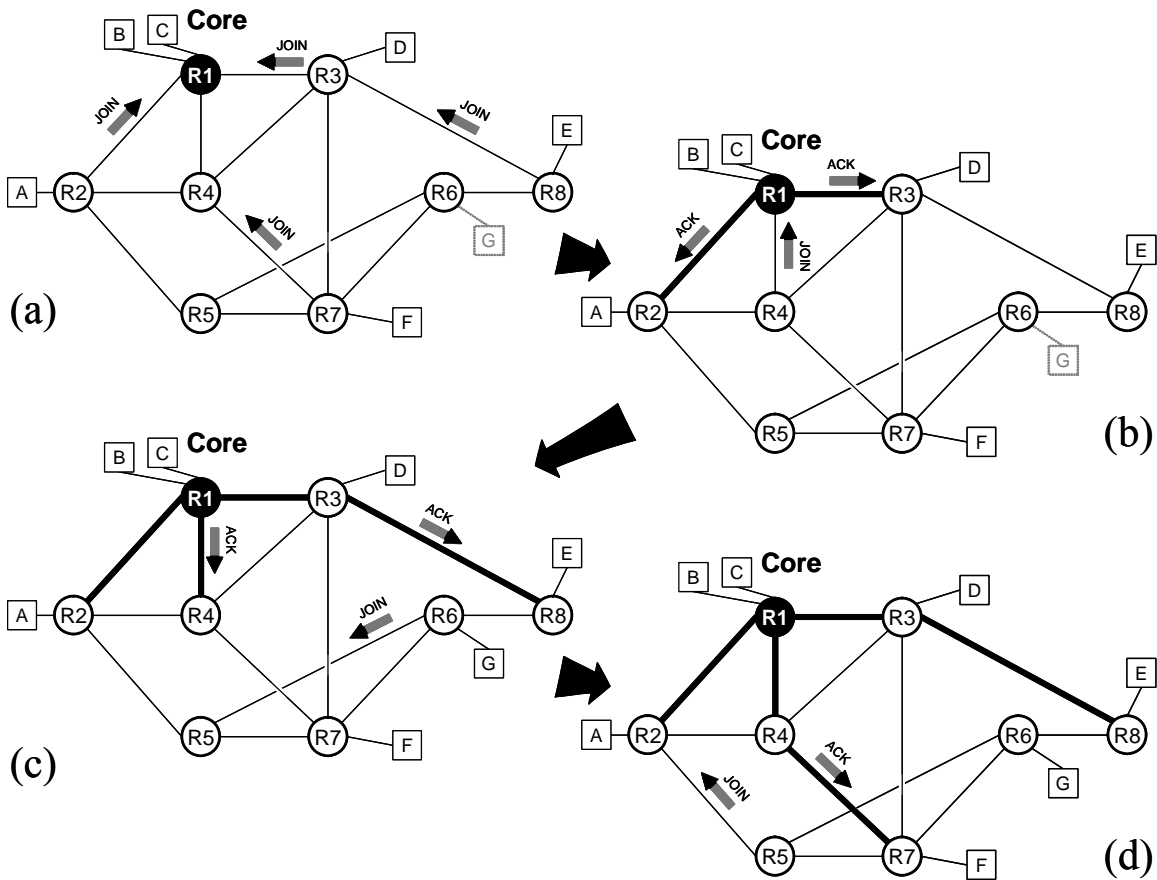 Core
B
C
JOIN
D
R1
R3
JOIN
JOIN
E
A
R2
R4
R6
R8
JOIN
G
(a)
R5
R7
F
Core
B
C
ACK
D
R1
R3
ACK
JOIN
E
A
R2
R4
R6
R8
G
R5
R7
F
(b)
Core
B
C
D
R1
R3
ACK
ACK
E
JOIN
A
R2
R4
R6
R8
G
R5
R7
F
(c)
Core
B
C
D
R1
R3
E
A
R2
R4
R6
R8
ACK
JOIN
G
R5
R7
F
(d)